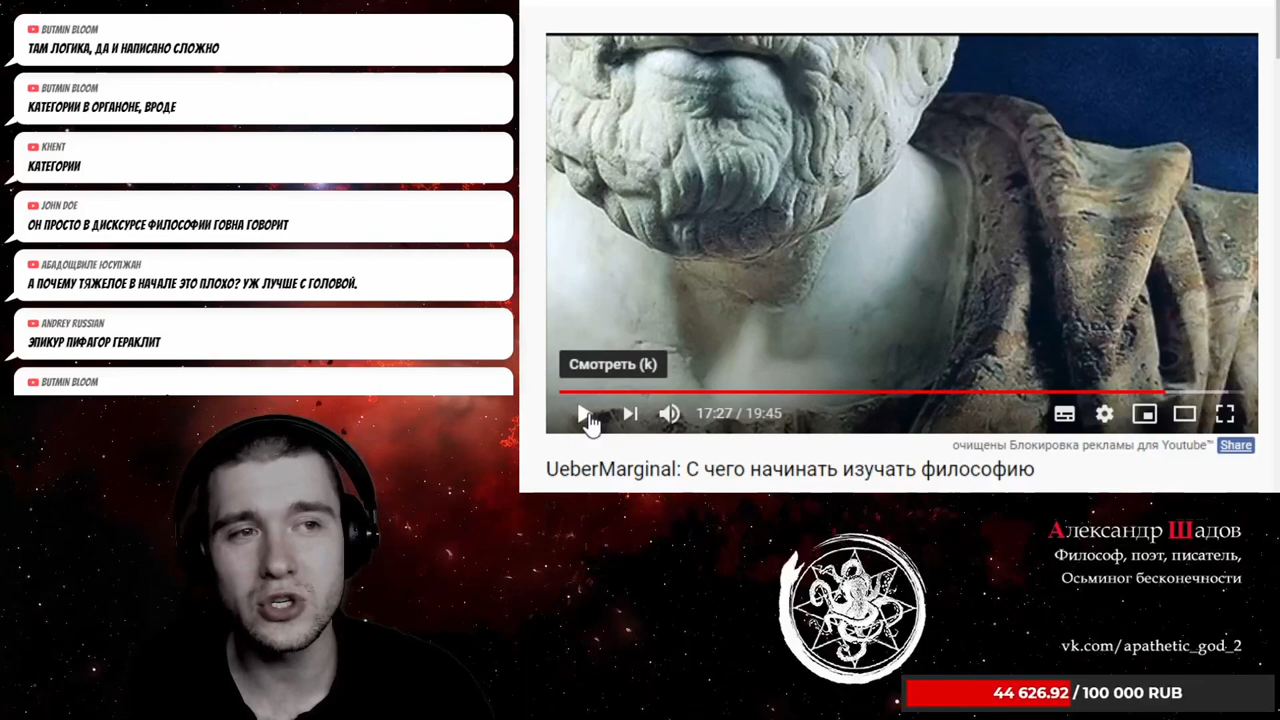 BUTMIN BLOOM
ТАМ ЛОГИКА, ДА И НАПИСАНО СЛОЖНО
BUTMIN BLOOM
КАТЕГОРИИ В ОРГАНОНЕ, ВРОДЕ
KHENT
КАТЕГОРИИ
JOHN DOE
ОН ПРОСТО В ДИСКСУРСЕ ФИЛОСОФИИ ГОВНА ГОВОРИТ
АБАДОЩВИЛЕ ЮСУПЖАН
А ПОЧЕМУ ТЯЖЕЛОЕ В НАЧАЛЕ ЭТО ПЛОХО? УЖ ЛУЧШЕ С ГОЛОВОЙ.
ANDREY RUSSIAN
ЭПИКУР ПИФАГОР ГЕРАКЛИТ
BUTMIN BLOOM
Смотреть (k)
17:27 / 19:45
очищены Блокировка рекламы для Youtube™ Share
UeberMarginal: С чего начинать изучать философию
Александр Шадов
Философ, поэт, писатель,
Осьминог бесконечности
vk.com/apathetic_god_2
44 626.92 / 100 000 RUB